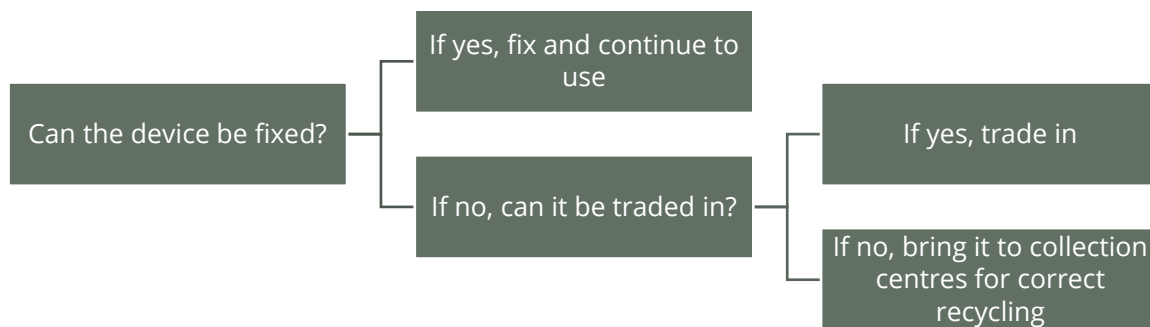 Can the device be fixed?
If yes, fix and continue to
use
If no, can it be traded in?
If yes, trade in
If no, bring it to collection
centres for correct
recycling